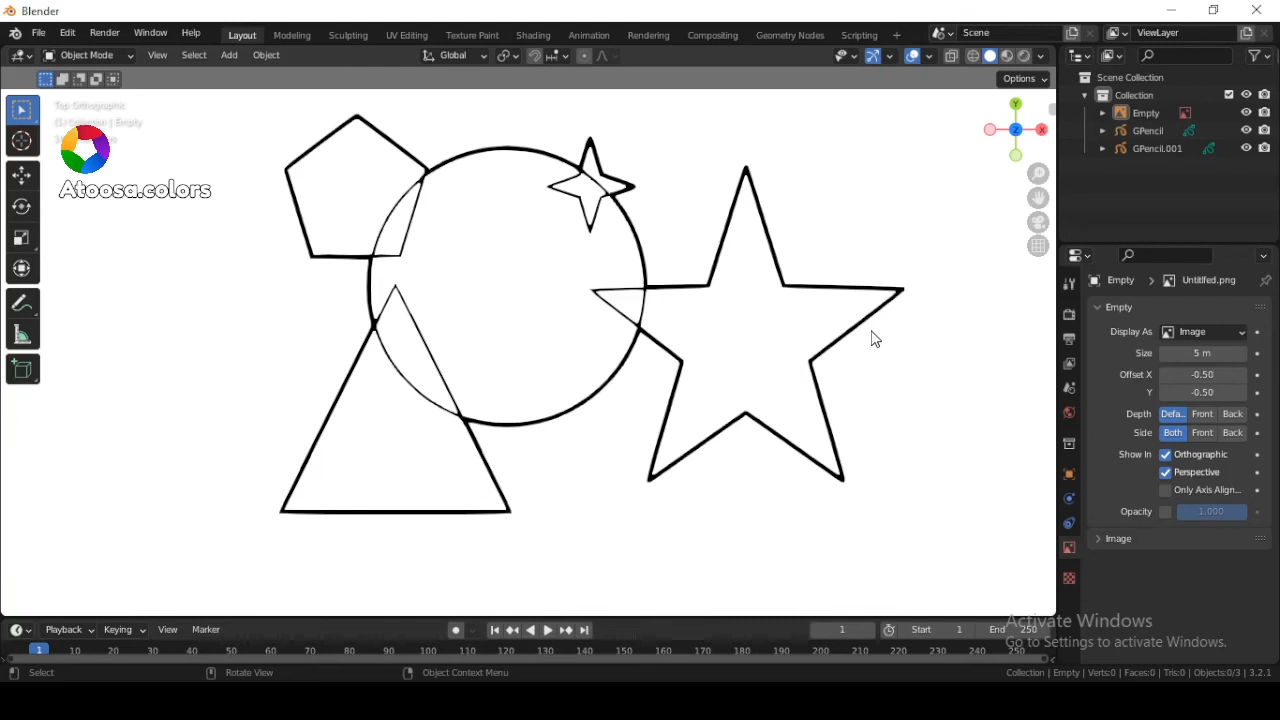 Blender
File Edit Render Window Help Layout Modeling Sculpting UV Editing Texture Paint Shading Animation Rendering Compositing Geometry Nodes Scripting + Scene ViewLayer
Object Mode View Select Add Object Global
Options
Top Orthographic
(1) Collection | Empty
Atoosa.colors
Y
Z
X
Scene Collection
Collection
Empty
GPencil
GPencil.001
Empty Untitled.png
Empty
Display As Image
Size 5 m
Offset X -0.50
Y -0.50
Depth Defa... Front Back
Side Both Front Back
Show In Orthographic
Perspective
Only Axis Align...
Opacity 1.000
Image
Activate Windows
Go to Settings to activate Windows.
Playback Keying View Marker 1 Start 1 End 250
1 10 20 30 40 50 60 70 80 90 100 110 120 130 140 150 160 170 180 190 200 210 220 230 240 250
Select Rotate View Object Context Menu Collection | Empty | Verts:0 | Faces:0 | Tris:0 | Objects:0/3 | 3.2.1